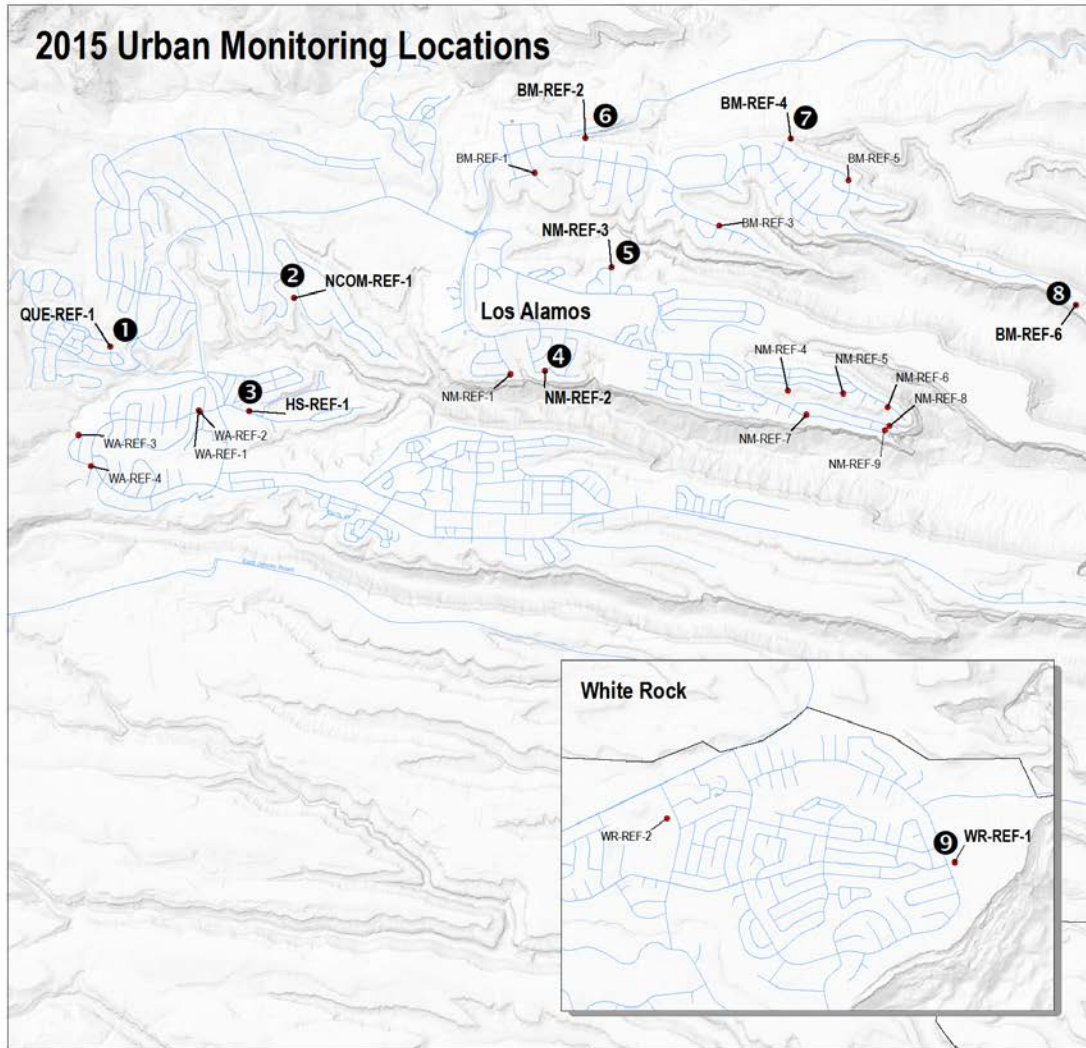 2015 Urban Monitoring Locations
BM-REF-2
BM-REF-4
6
7
BM-REF-1
BM-REF-5
BM-REF-3
NM-REF-3
5
2
NCOM-REF-1
QUE-REF-1
1
Los Alamos
8
BM-REF-6
4
NM-REF-1
NM-REF-2
NM-REF-4
NM-REF-5
NM-REF-6
NM-REF-8
NM-REF-7
NM-REF-9
3
HS-REF-1
WA-REF-2
WA-REF-3
WA-REF-1
WA-REF-4
East Jemez Road
White Rock
WR-REF-2
9
WR-REF-1